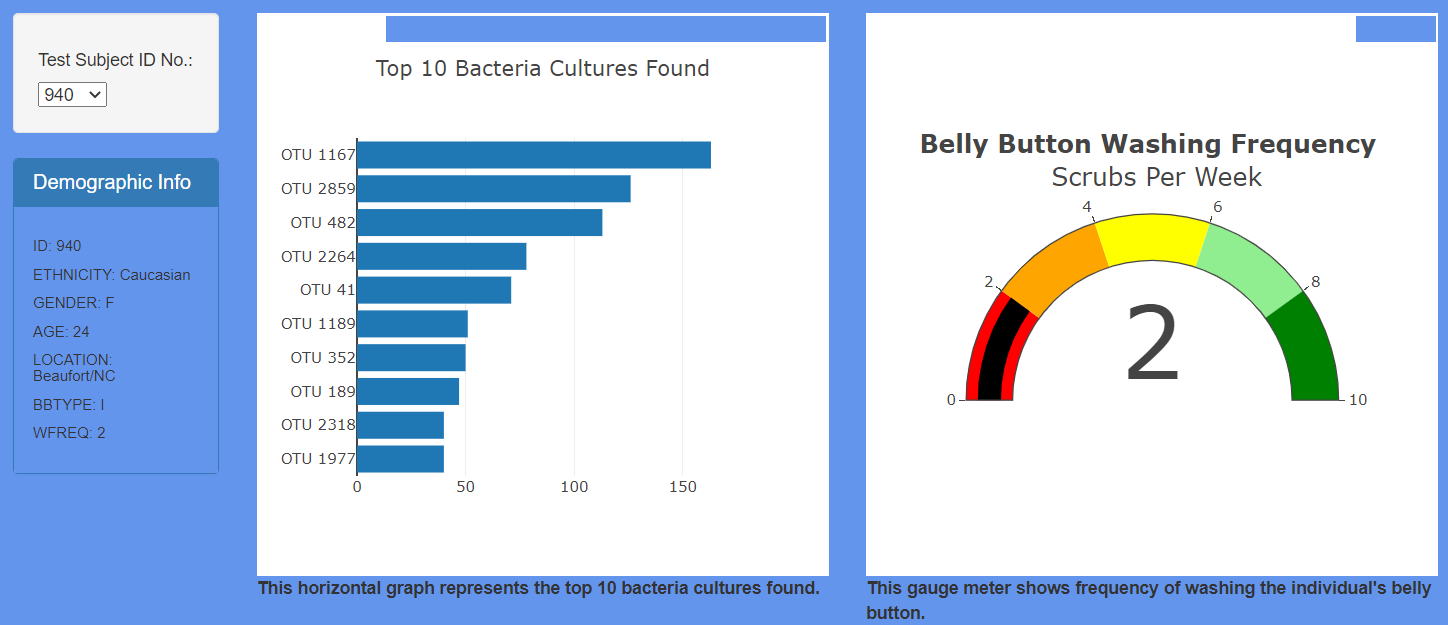 Test Subject ID No.:
940
Demographic Info
ID: 940
ETHNICITY: Caucasian
GENDER: F
AGE: 24
LOCATION:
Beaufort/NC
BBTYPE: I
WFREQ: 2
Top 10 Bacteria Cultures Found
OTU 1167
OTU 2859
OTU 482
OTU 2264
OTU 41
OTU 1189
OTU 352
OTU 189
OTU 2318
OTU 1977
0 50 100 150
This horizontal graph represents the top 10 bacteria cultures found.
Belly Button Washing Frequency
Scrubs Per Week
4 6
2 8
2
0 10
This gauge meter shows frequency of washing the individual's belly
button.